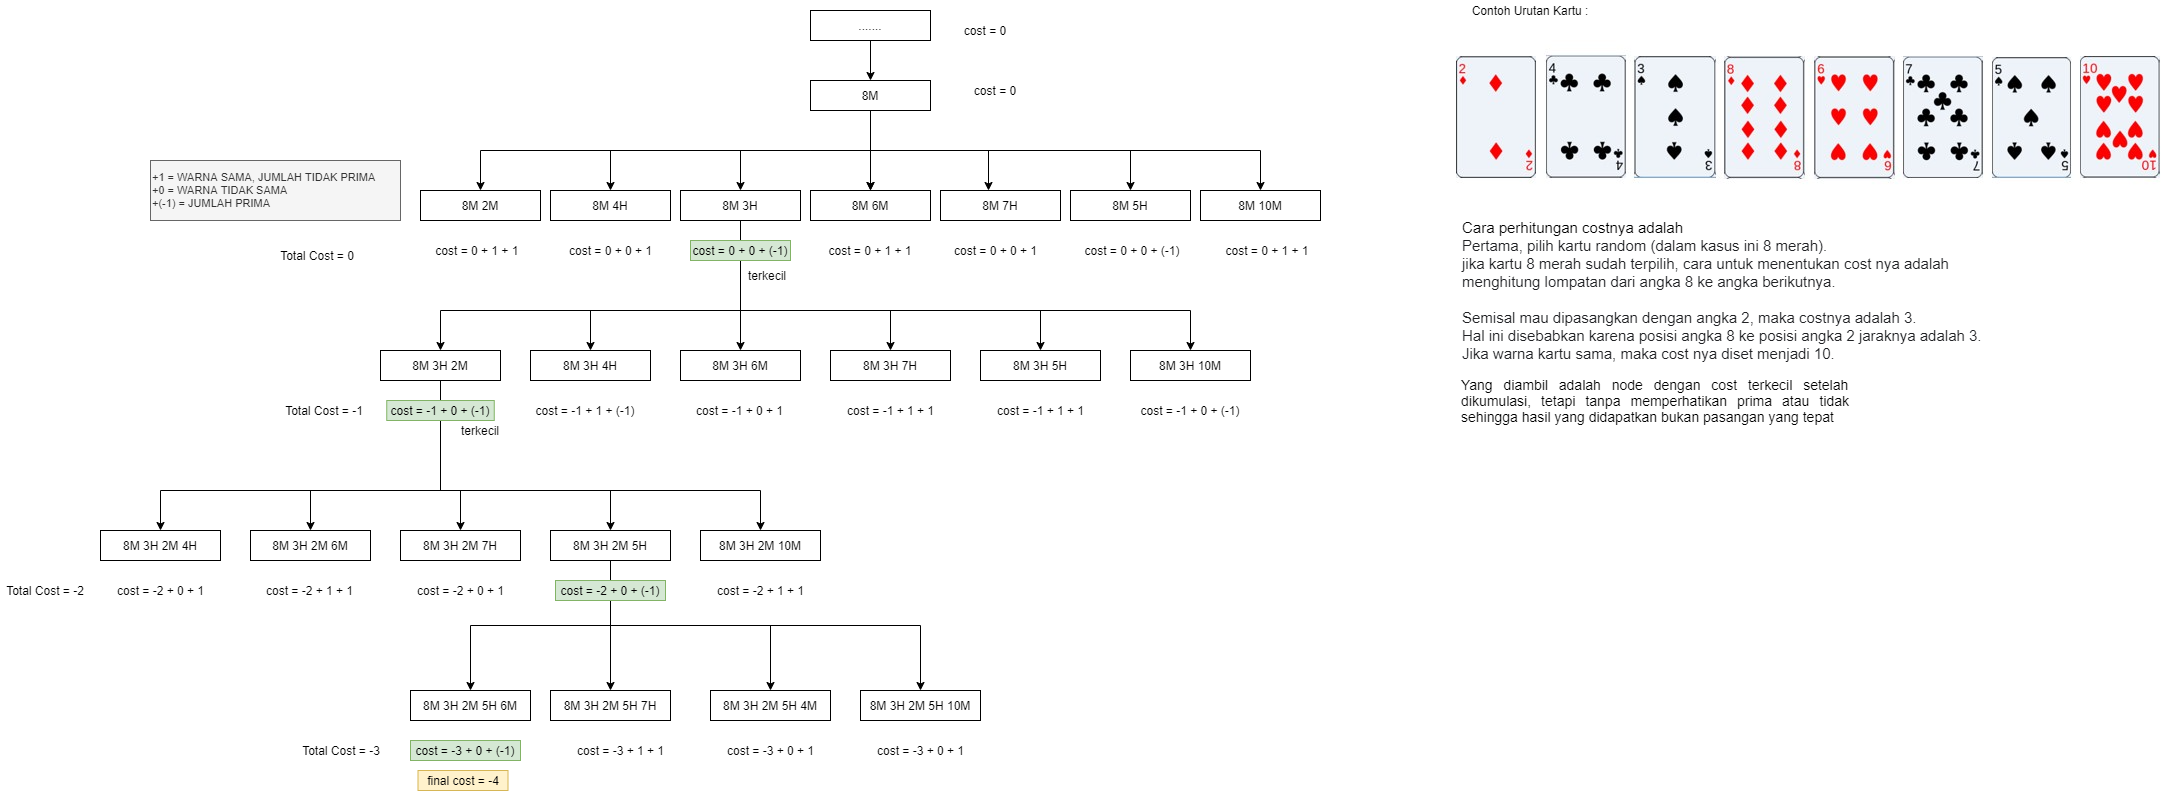 .......
cost = 0
8M
cost = 0
+1 = WARNA SAMA, JUMLAH TIDAK PRIMA
+0 = WARNA TIDAK SAMA
+(-1) = JUMLAH PRIMA
8M 2M
8M 4H
8M 3H
8M 6M
8M 7H
8M 5H
8M 10M
Total Cost = 0
cost = 0 + 1 + 1
cost = 0 + 0 + 1
cost = 0 + 0 + (-1)
cost = 0 + 1 + 1
cost = 0 + 0 + 1
cost = 0 + 0 + (-1)
cost = 0 + 1 + 1
terkecil
8M 3H 2M
8M 3H 4H
8M 3H 6M
8M 3H 7H
8M 3H 5H
8M 3H 10M
Total Cost = -1
cost = -1 + 0 + (-1)
cost = -1 + 1 + (-1)
cost = -1 + 0 + 1
cost = -1 + 1 + 1
cost = -1 + 1 + 1
cost = -1 + 0 + (-1)
terkecil
8M 3H 2M 4H
8M 3H 2M 6M
8M 3H 2M 7H
8M 3H 2M 5H
8M 3H 2M 10M
Total Cost = -2
cost = -2 + 0 + 1
cost = -2 + 1 + 1
cost = -2 + 0 + 1
cost = -2 + 0 + (-1)
cost = -2 + 1 + 1
8M 3H 2M 5H 6M
8M 3H 2M 5H 7H
8M 3H 2M 5H 4M
8M 3H 2M 5H 10M
Total Cost = -3
cost = -3 + 0 + (-1)
cost = -3 + 1 + 1
cost = -3 + 0 + 1
cost = -3 + 0 + 1
final cost = -4
Contoh Urutan Kartu :
2
2
4
4
3
3
8
8
6
6
7
7
5
5
10
10
Cara perhitungan costnya adalah
Pertama, pilih kartu random (dalam kasus ini 8 merah).
jika kartu 8 merah sudah terpilih, cara untuk menentukan cost nya adalah
menghitung lompatan dari angka 8 ke angka berikutnya.
Semisal mau dipasangkan dengan angka 2, maka costnya adalah 3.
Hal ini disebabkan karena posisi angka 8 ke posisi angka 2 jaraknya adalah 3.
Jika warna kartu sama, maka cost nya diset menjadi 10.
Yang diambil adalah node dengan cost terkecil setelah
dikumulasi, tetapi tanpa memperhatikan prima atau tidak
sehingga hasil yang didapatkan bukan pasangan yang tepat